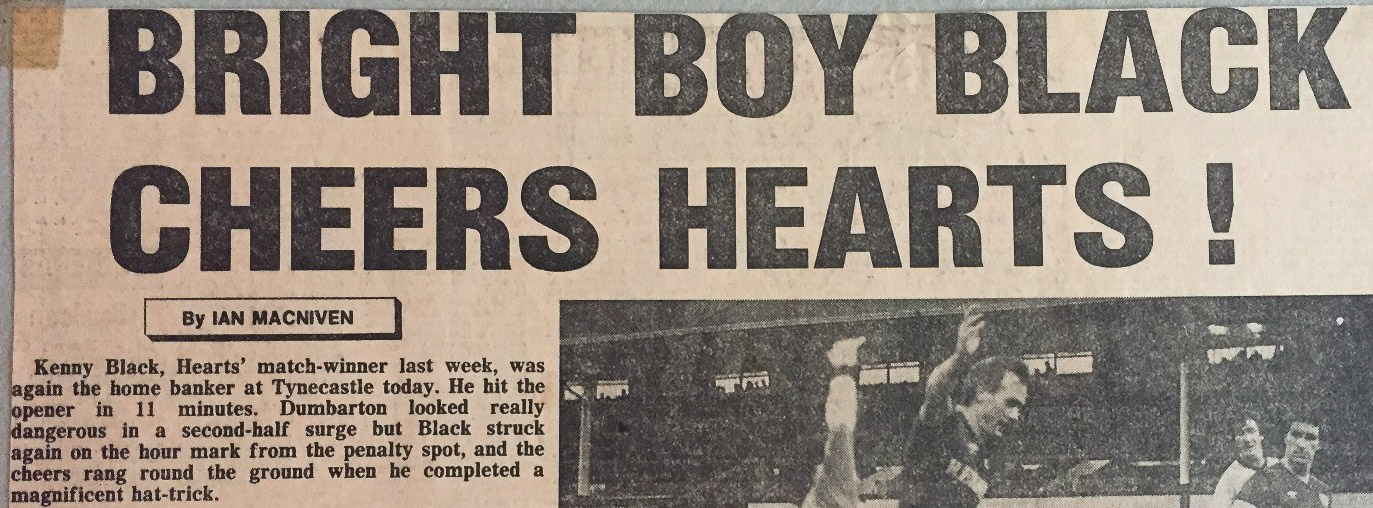 BRIGHT BOY BLACK
CHEERS HEARTS !
By IAN MACNIVEN
Kenny Black, Hearts' match-winner last week, was
again the home banker at Tynecastle today. He hit the
opener in 11 minutes. Dumbarton looked really
dangerous in a second-half surge but Black struck
again on the hour mark from the penalty spot, and the
cheers rang round the ground when he completed a
magnificent hat-trick.